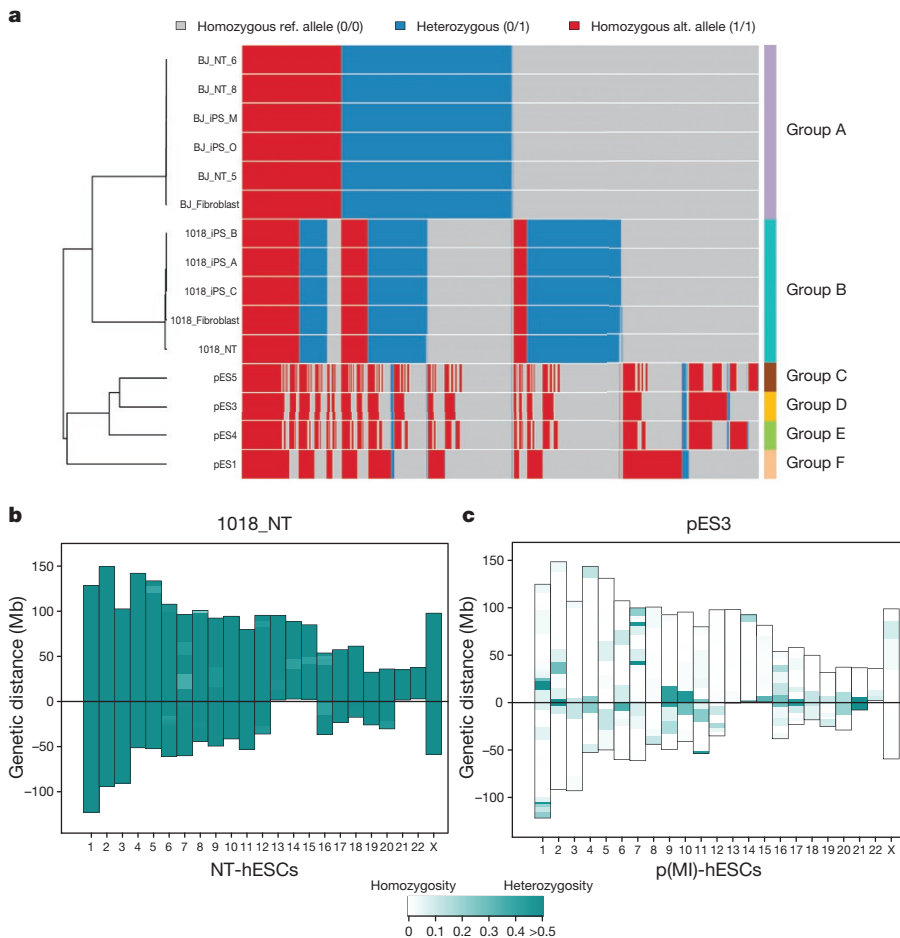 a
Homozygous ref. allele (0/0) Heterozygous (0/1) Homozygous alt. allele (1/1)
BJ_NT_6
BJ_NT_8
BJ_iPS_M
BJ_iPS_O
BJ_NT_5
BJ_Fibroblast
Group A
1018_iPS_B
1018_iPS_A
1018_iPS_C
1018_Fibroblast
1018_NT
Group B
pES5 Group C
pES3 Group D
pES4 Group E
pES1 Group F
b
1018_NT
Genetic distance (Mb)
150
100
50
0
−50
−100
1 2 3 4 5 6 7 8 9 10 11 12 13 14 15 16 17 18 19 20 21 22 X
NT-hESCs
c
pES3
Genetic distance (Mb)
150
100
50
0
−50
−100
1 2 3 4 5 6 7 8 9 10 11 12 13 14 15 16 17 18 19 20 21 22 X
p(MI)-hESCs
Homozygosity Heterozygosity
0 0.1 0.2 0.3 0.4 >0.5